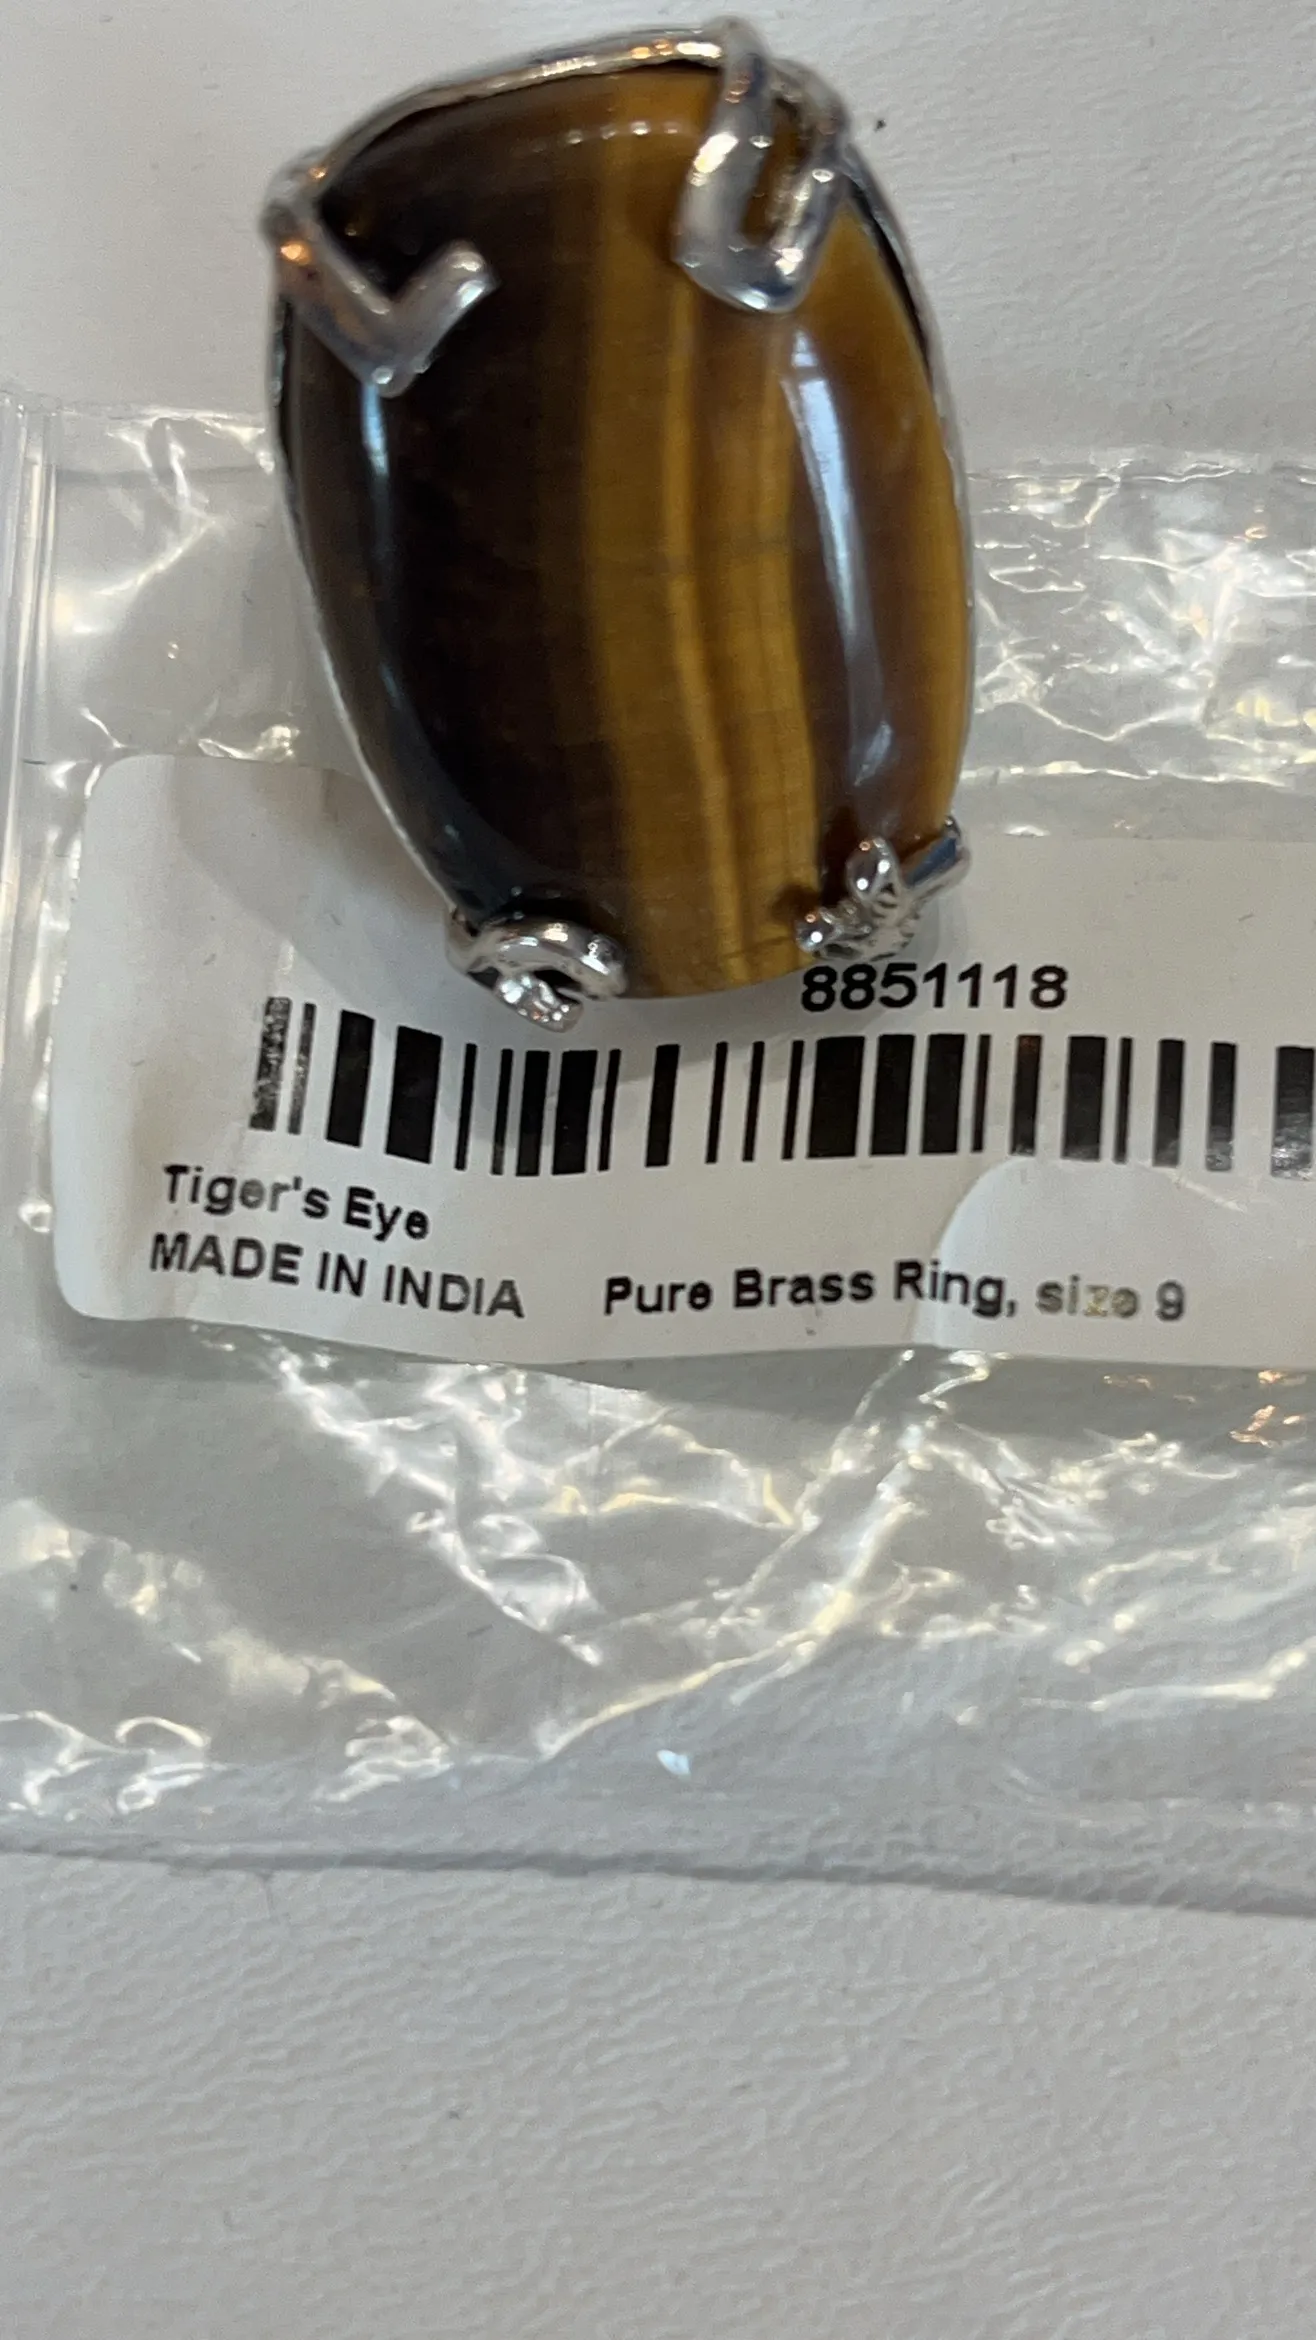 8851118
Tiger's Eye
MADE IN INDIA Pure Brass Ring, size 9